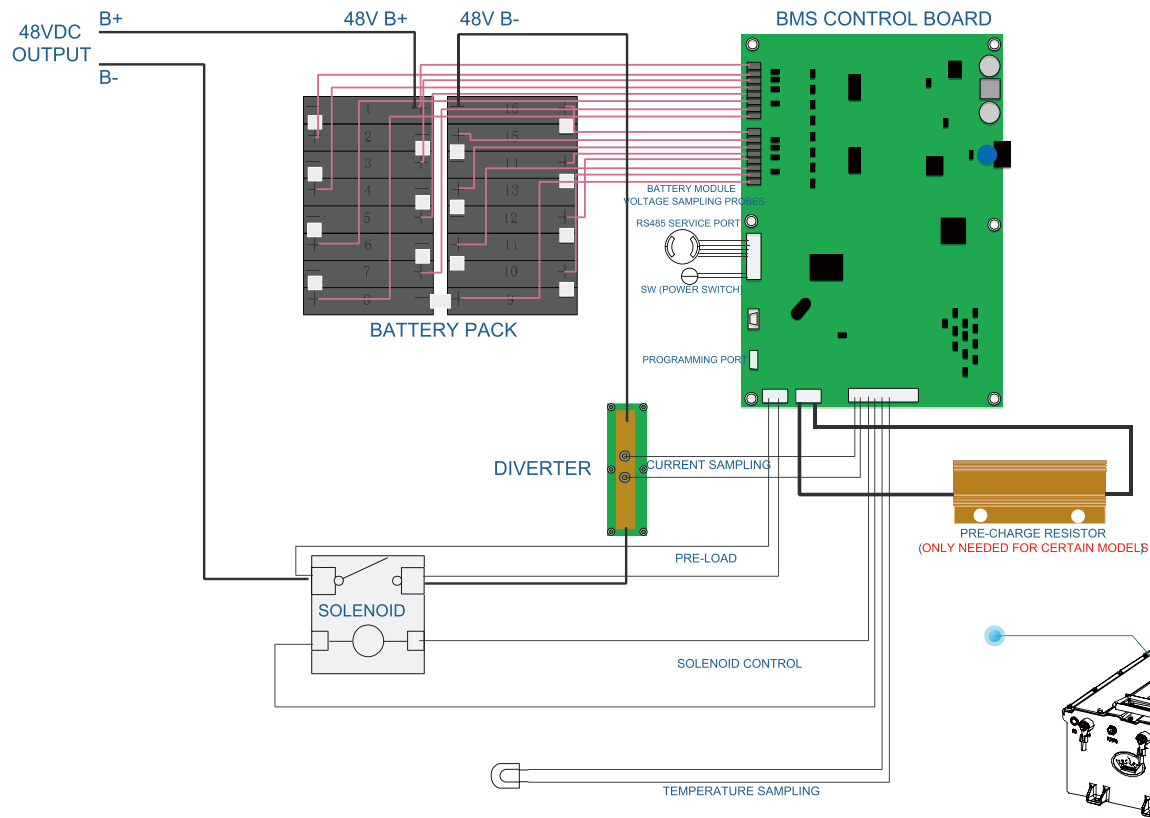 B+
48VDC
OUTPUT
B-
48V B+
48V B-
BMS CONTROL BOARD
1
2
3
4
5
6
7
8
16
15
11
13
12
11
10
9
BATTERY PACK
BATTERY MODULE
VOLTAGE SAMPLING PROBES
RS485 SERVICE PORT
SW (POWER SWITCH)
PROGRAMMING PORT
DIVERTER
CURRENT SAMPLING
PRE-CHARGE RESISTOR
(ONLY NEEDED FOR CERTAIN MODELS
PRE-LOAD
SOLENOID
SOLENOID CONTROL
TEMPERATURE SAMPLING